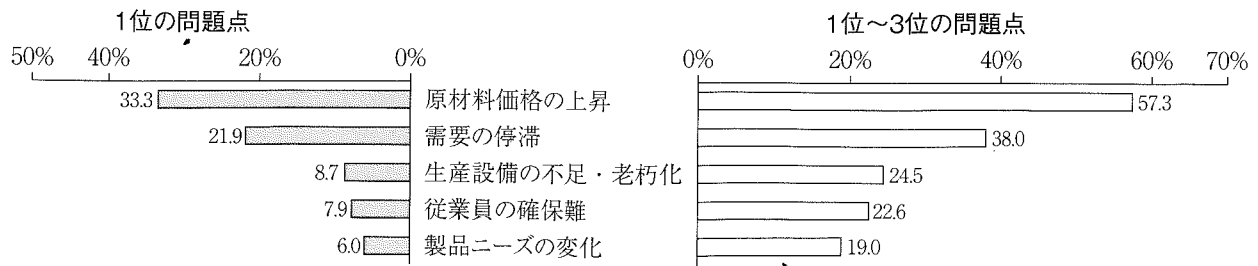 1位の問題点
1位～3位の問題点
50% 40% 20% 0%
0% 20% 40% 60% 70%
33.3 原材料価格の上昇 57.3
21.9 需要の停滞 38.0
8.7 生産設備の不足・老朽化 24.5
7.9 従業員の確保難 22.6
6.0 製品ニーズの変化 19.0